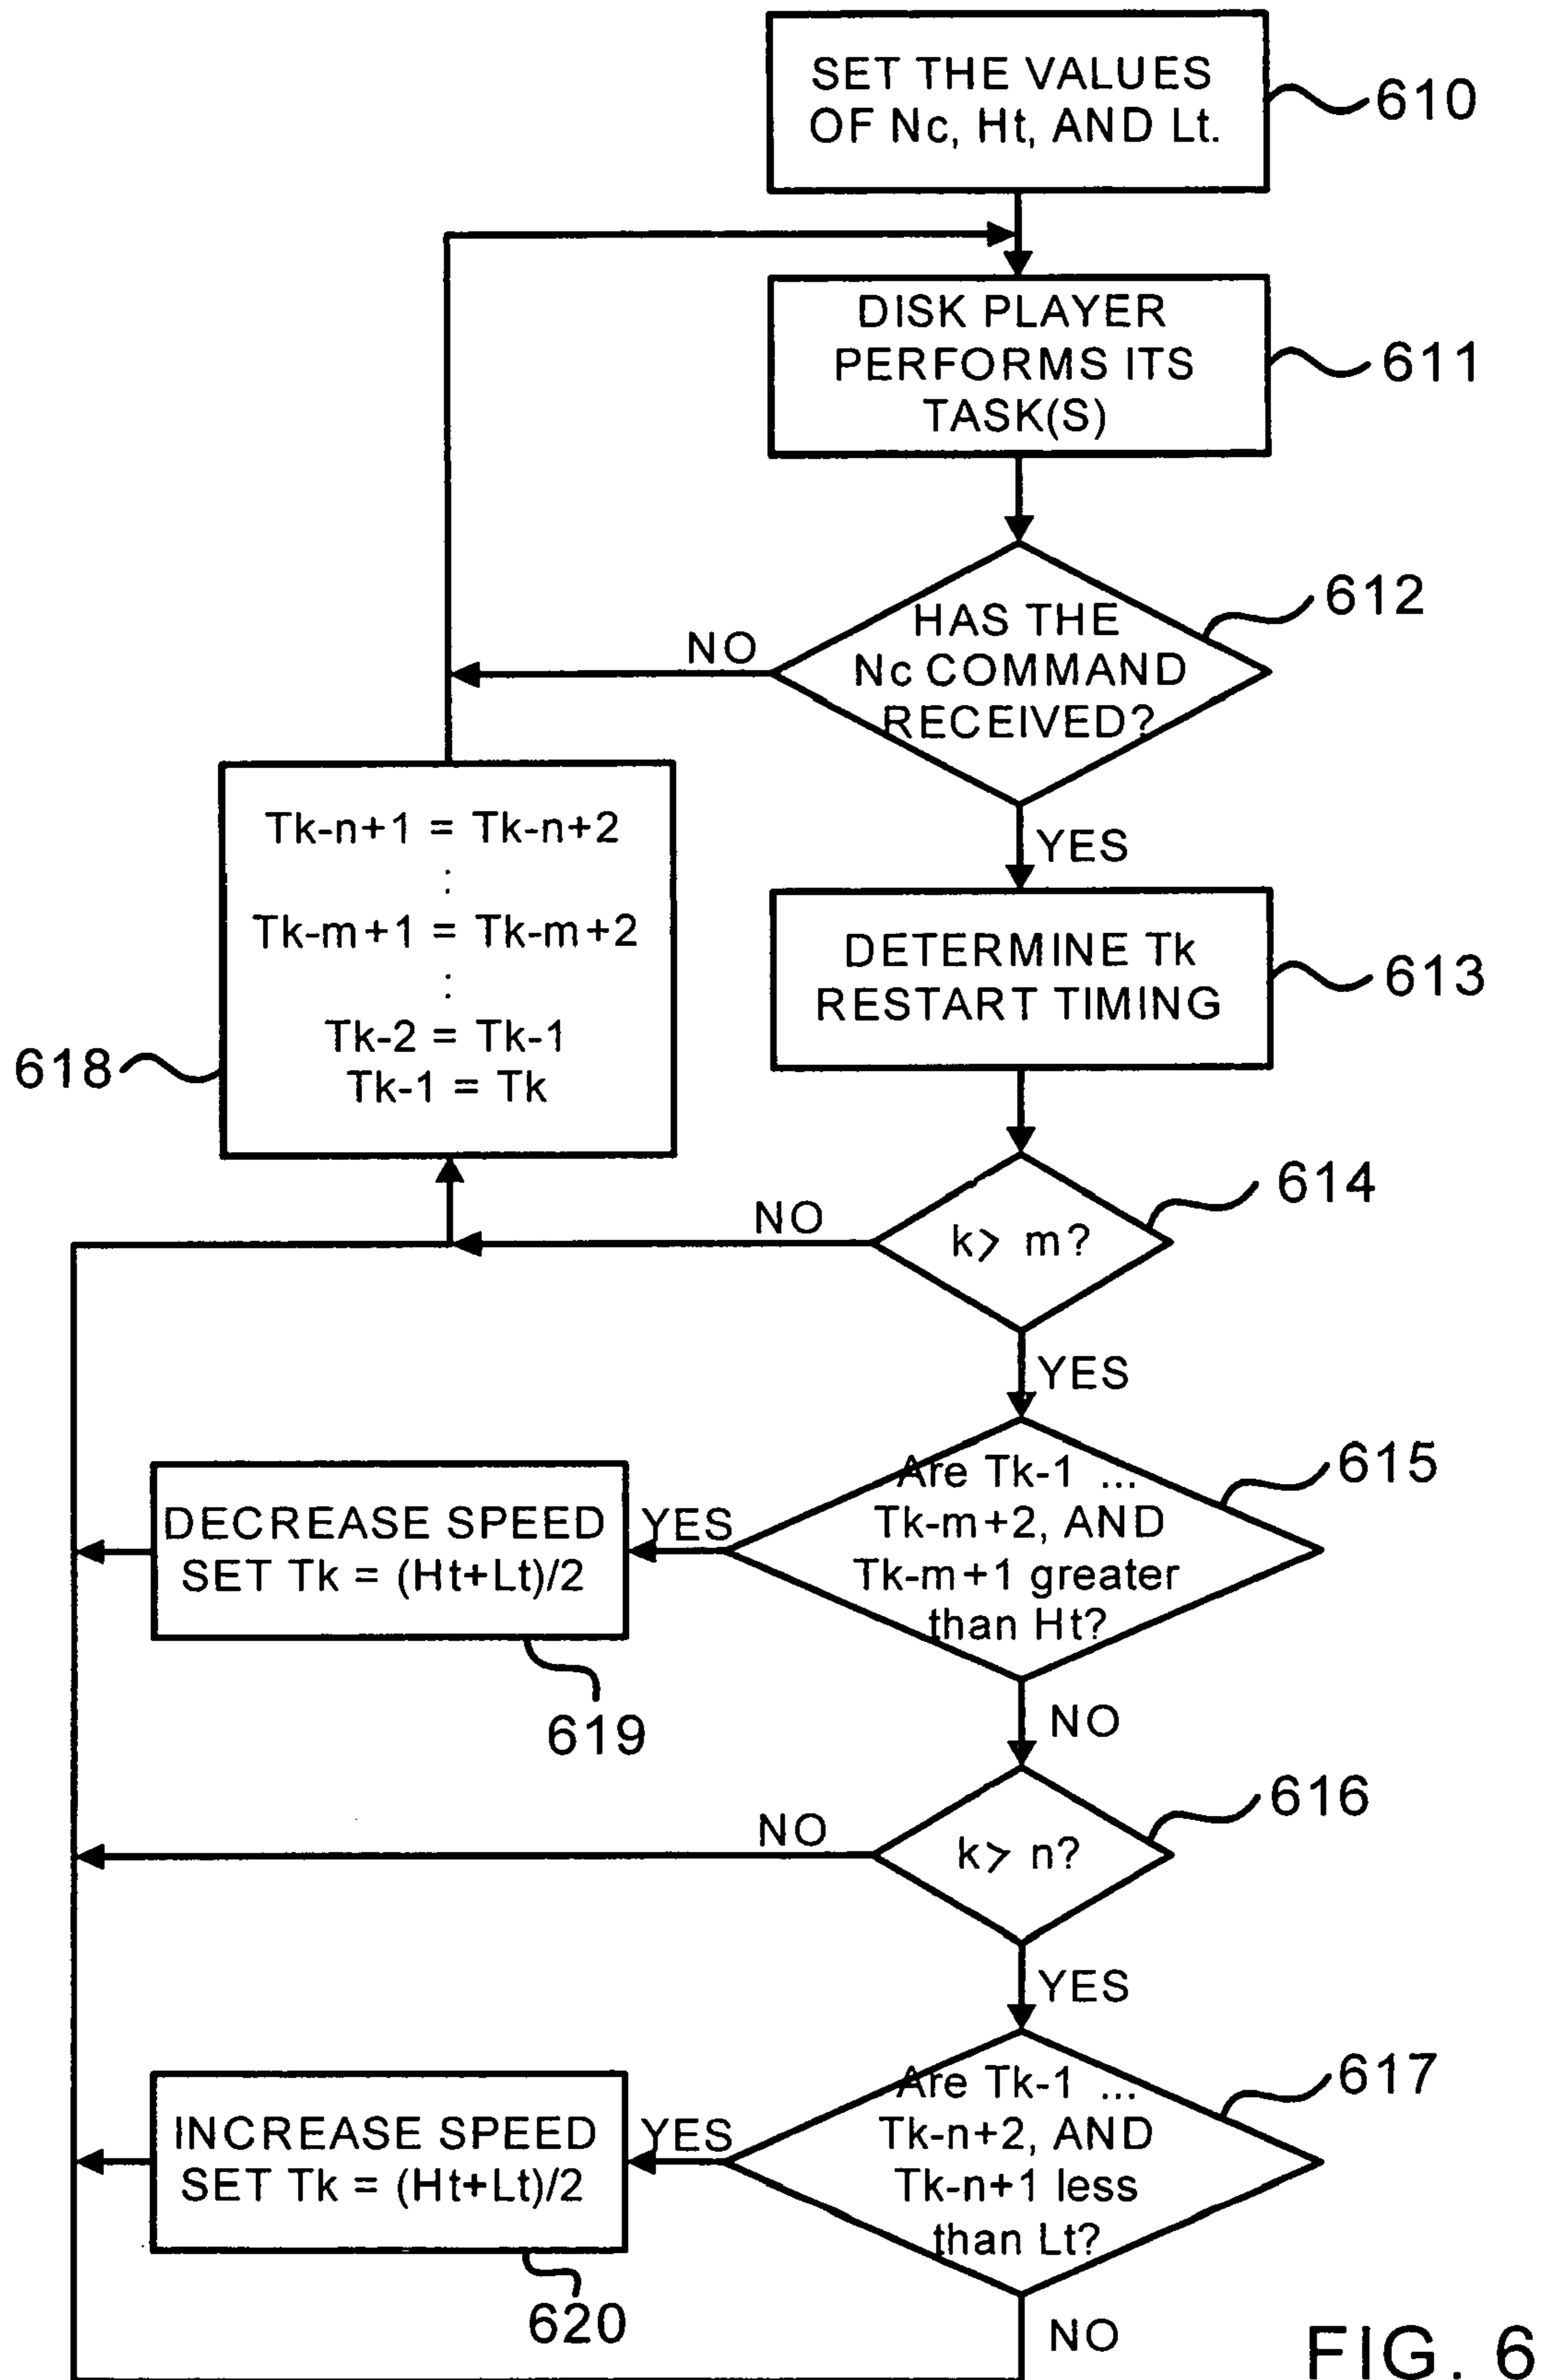 SET THE VALUES
OF Nc, Ht, AND Lt.
610
DISK PLAYER
PERFORMS ITS
TASK(S)
611
HAS THE
Nc COMMAND
RECEIVED?
612
NO
YES
Tk-n+1 = Tk-n+2
:
Tk-m+1 = Tk-m+2
:
Tk-2 = Tk-1
Tk-1 = Tk
618
DETERMINE Tk
RESTART TIMING
613
k> m?
614
NO
YES
Are Tk-1 ...
Tk-m+2, AND
Tk-m+1 greater
than Ht?
615
YES
DECREASE SPEED
SET Tk = (Ht+Lt)/2
619
NO
k> n?
616
NO
YES
Are Tk-1 ...
Tk-n+2, AND
Tk-n+1 less
than Lt?
617
YES
INCREASE SPEED
SET Tk = (Ht+Lt)/2
620
NO
FIG. 6